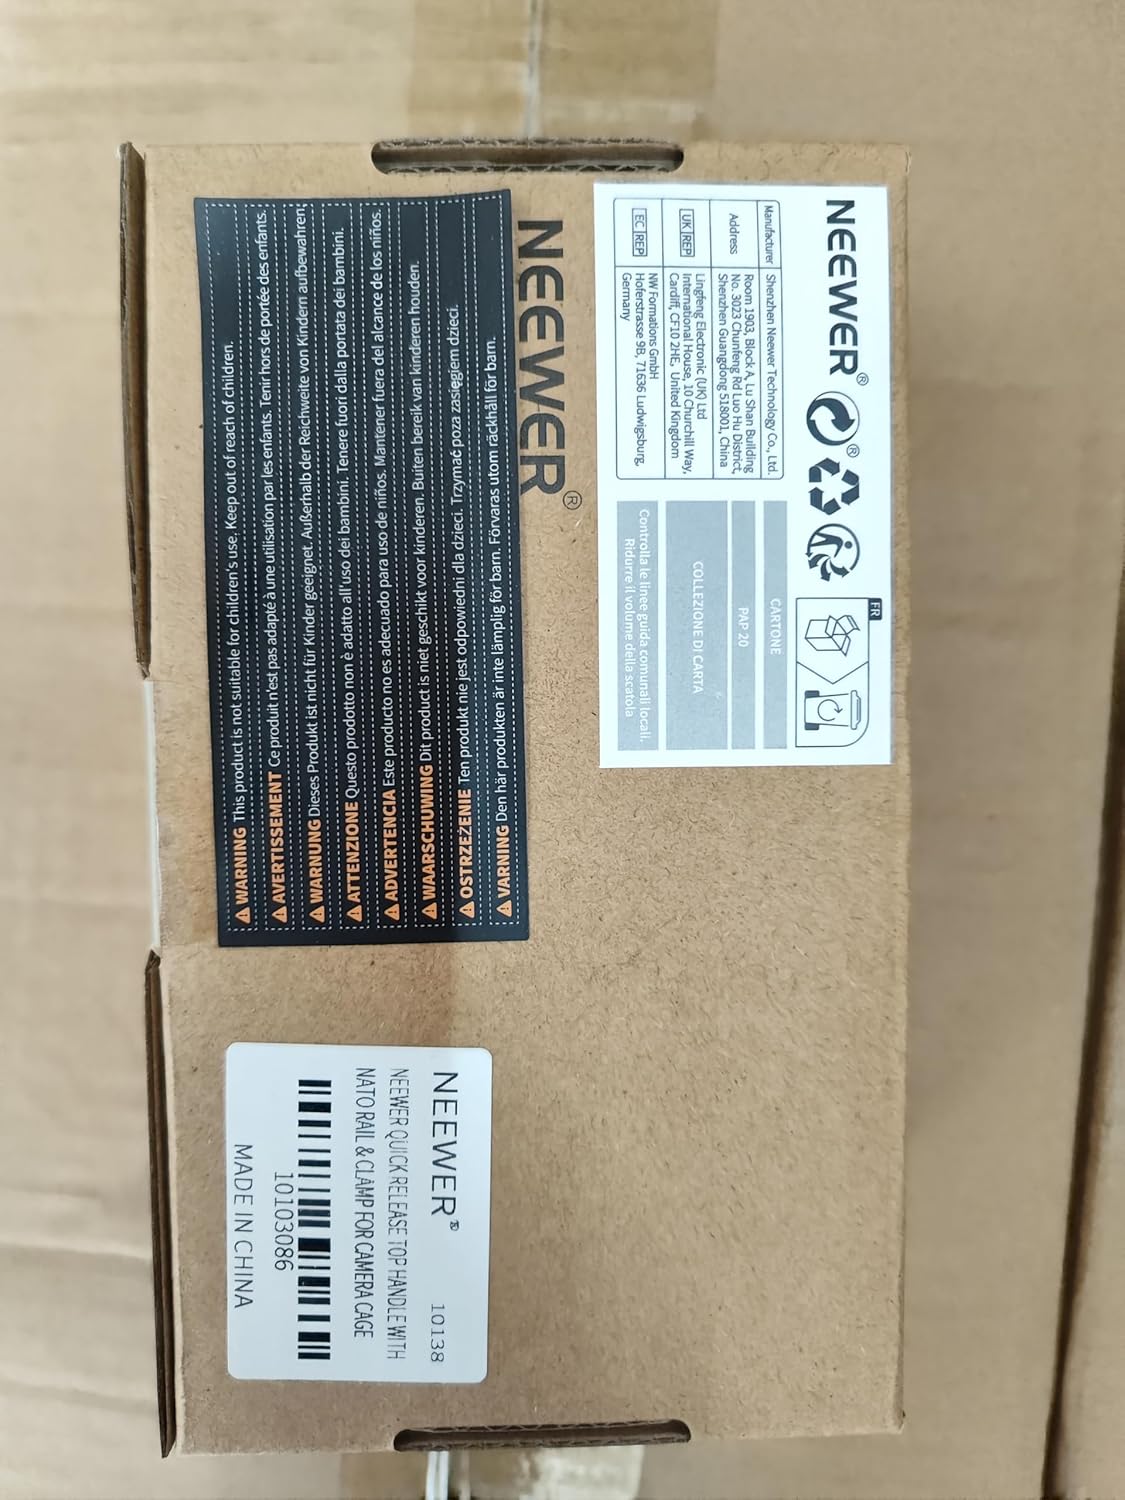 NEEWER®
FR
Manufacturer Shenzhen Neewer Technology Co., Ltd.
Address Room 1903, Block A, Lu Shan Building
No. 3023 Chunfeng Rd Luo Hu District,
Shenzhen Guangdong 518001, China
UK REP Lingfeng Electronic (UK) Ltd
International House, 10 Churchill Way,
Cardiff, CF10 2HE, United Kingdom
EC REP NW Formations GmbH
Hoferstrasse 9B, 71636 Ludwigsburg,
Germany
CARTONE
PAP 20
COLLEZIONE DI CARTA
Controlla le linee guida comunali locali.
Ridurre il volume della scatola
NEEWER®
WARNING This product is not suitable for children's use. Keep out of reach of children.
AVERTISSEMENT Ce produit n'est pas adapté à une utilisation par les enfants. Tenir hors de portée des enfants.
WARNUNG Dieses Produkt ist nicht für Kinder geeignet. Außerhalb der Reichweite von Kindern aufbewahren;
ATTENZIONE Questo prodotto non è adatto all'uso dei bambini. Tenere fuori dalla portata dei bambini.
ADVERTENCIA Este producto no es adecuado para uso de niños. Mantener fuera del alcance de los niños.
WAARSCHUWING Dit product is niet geschikt voor kinderen. Buiten bereik van kinderen houden.
OSTRZEŻENIE Ten produkt nie jest odpowiedni dla dzieci. Trzymać poza zasięgiem dzieci.
VARNING Den här produkten är inte lämplig för barn. Förvaras utom räckhåll för barn.
NEEWER® 10138
NEEWER QUICK RELEASE TOP HANDLE WITH
NATO RAIL & CLAMP FOR CAMERA CAGE
10103086
MADE IN CHINA